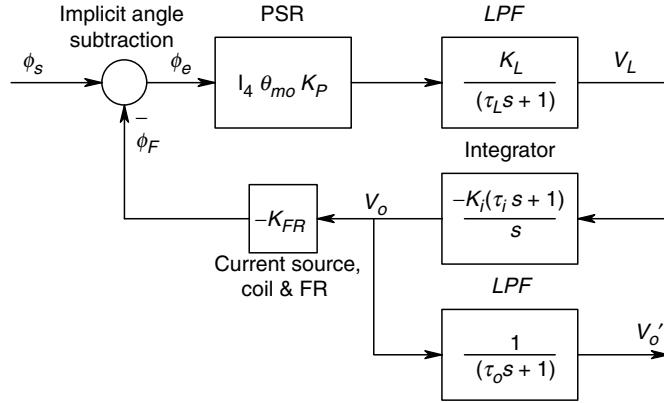 Implicit angle
subtraction
PSR
LPF
ϕs
ϕe
I4 θmo KP
KL
(τLs + 1)
VL
−
ϕF
Integrator
−KFR
Vo
−Ki(τi s + 1)
s
Current source,
coil & FR
LPF
1
(τos + 1)
Vo′